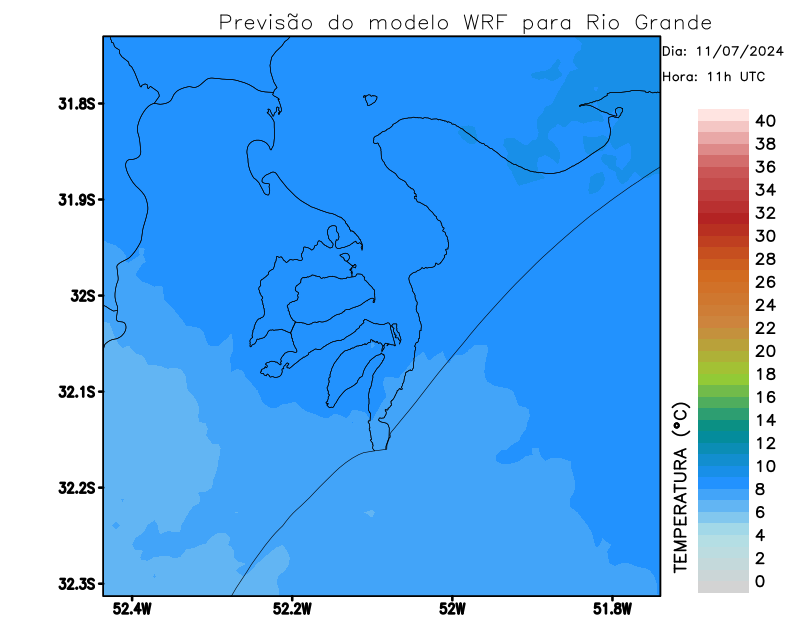 Previsão do modelo WRF para Rio Grande
Dia: 11/07/2024
Hora: 11h UTC
31.8S
31.9S
32S
32.1S
32.2S
32.3S
52.4W
52.2W
52W
51.8W
TEMPERATURA (°C)
40
38
36
34
32
30
28
26
24
22
20
18
16
14
12
10
8
6
4
2
0